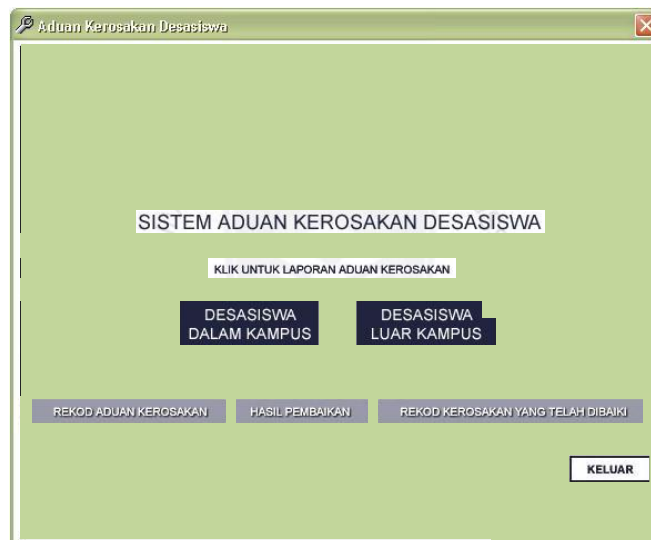 Aduan Kerosakan Desasiswa
SISTEM ADUAN KEROSAKAN DESASISWA
KLIK UNTUK LAPORAN ADUAN KEROSAKAN
DESASISWA
DALAM KAMPUS
DESASISWA
LUAR KAMPUS
REKOD ADUAN KEROSAKAN
HASIL PEMBAIKAN
REKOD KEROSAKAN YANG TELAH DIBAIKI
KELUAR